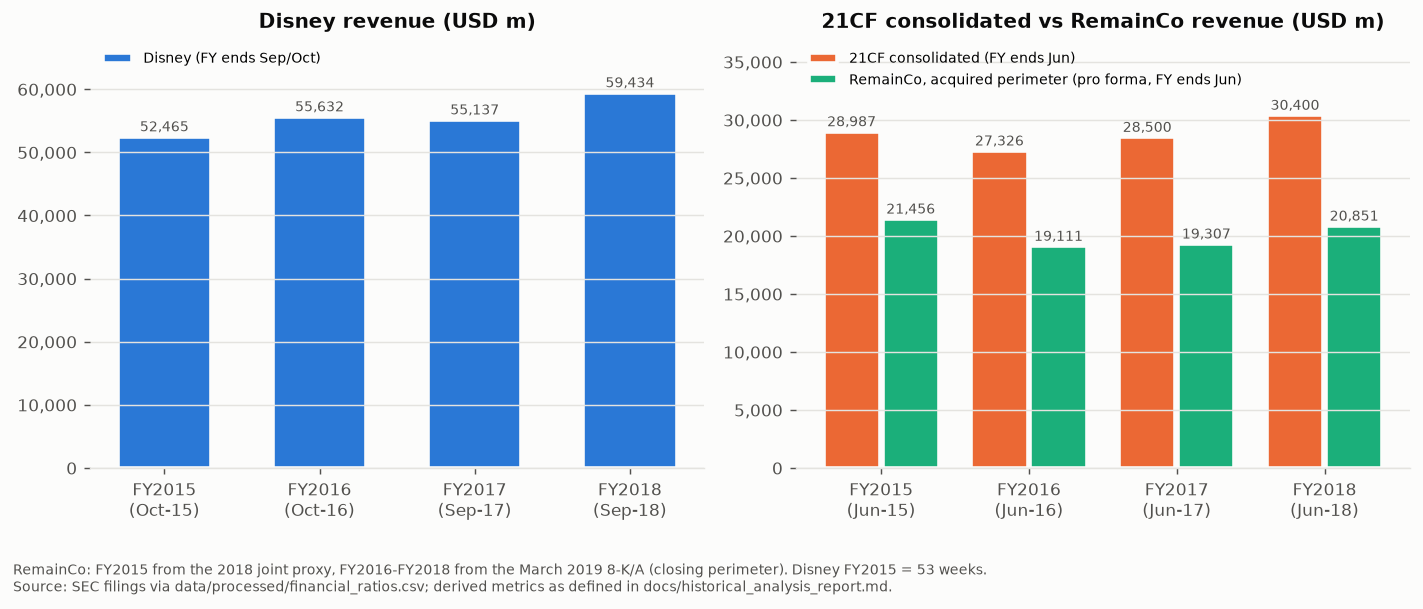 Disney revenue (USD m)
Disney (FY ends Sep/Oct)
60,000
50,000
40,000
30,000
20,000
10,000
0
52,465
55,632
55,137
59,434
FY2015
(Oct-15)
FY2016
(Oct-16)
FY2017
(Sep-17)
FY2018
(Sep-18)
21CF consolidated vs RemainCo revenue (USD m)
21CF consolidated (FY ends Jun)
RemainCo, acquired perimeter (pro forma, FY ends Jun)
35,000
30,000
25,000
20,000
15,000
10,000
5,000
0
28,987
21,456
27,326
19,111
28,500
19,307
30,400
20,851
FY2015
(Jun-15)
FY2016
(Jun-16)
FY2017
(Jun-17)
FY2018
(Jun-18)
RemainCo: FY2015 from the 2018 joint proxy, FY2016-FY2018 from the March 2019 8-K/A (closing perimeter). Disney FY2015 = 53 weeks.
Source: SEC filings via data/processed/financial_ratios.csv; derived metrics as defined in docs/historical_analysis_report.md.